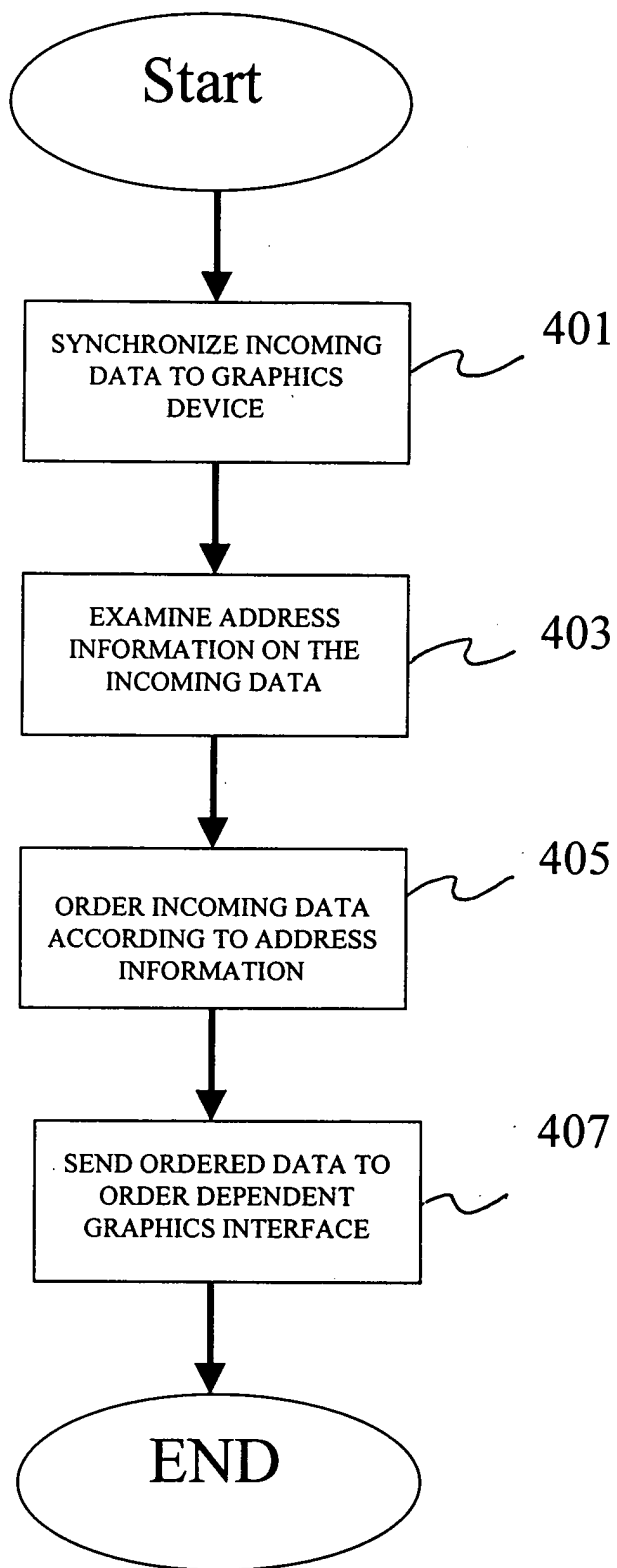 Start
SYNCHRONIZE INCOMING
DATA TO GRAPHICS
DEVICE
401
EXAMINE ADDRESS
INFORMATION ON THE
INCOMING DATA
403
ORDER INCOMING DATA
ACCORDING TO ADDRESS
INFORMATION
405
SEND ORDERED DATA TO
ORDER DEPENDENT
GRAPHICS INTERFACE
407
END